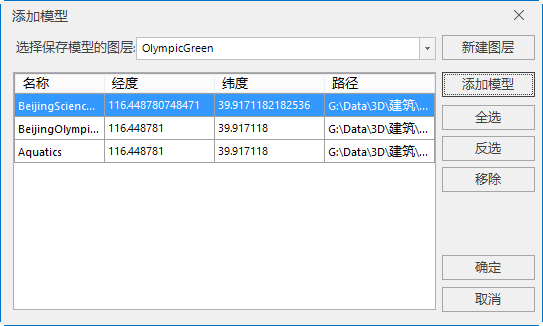 添加模型
选择保存模型的图层: OlympicGreen 新建图层
名称 经度 纬度 路径 添加模型
BeijingScienc... 116.448780748471 39.9171182182536 G:\Data\3D\建筑\...
BeijingOlympi... 116.448781 39.917118 G:\Data\3D\建筑\...
Aquatics 116.448781 39.917118 G:\Data\3D\建筑\...
全选
反选
移除
确定
取消